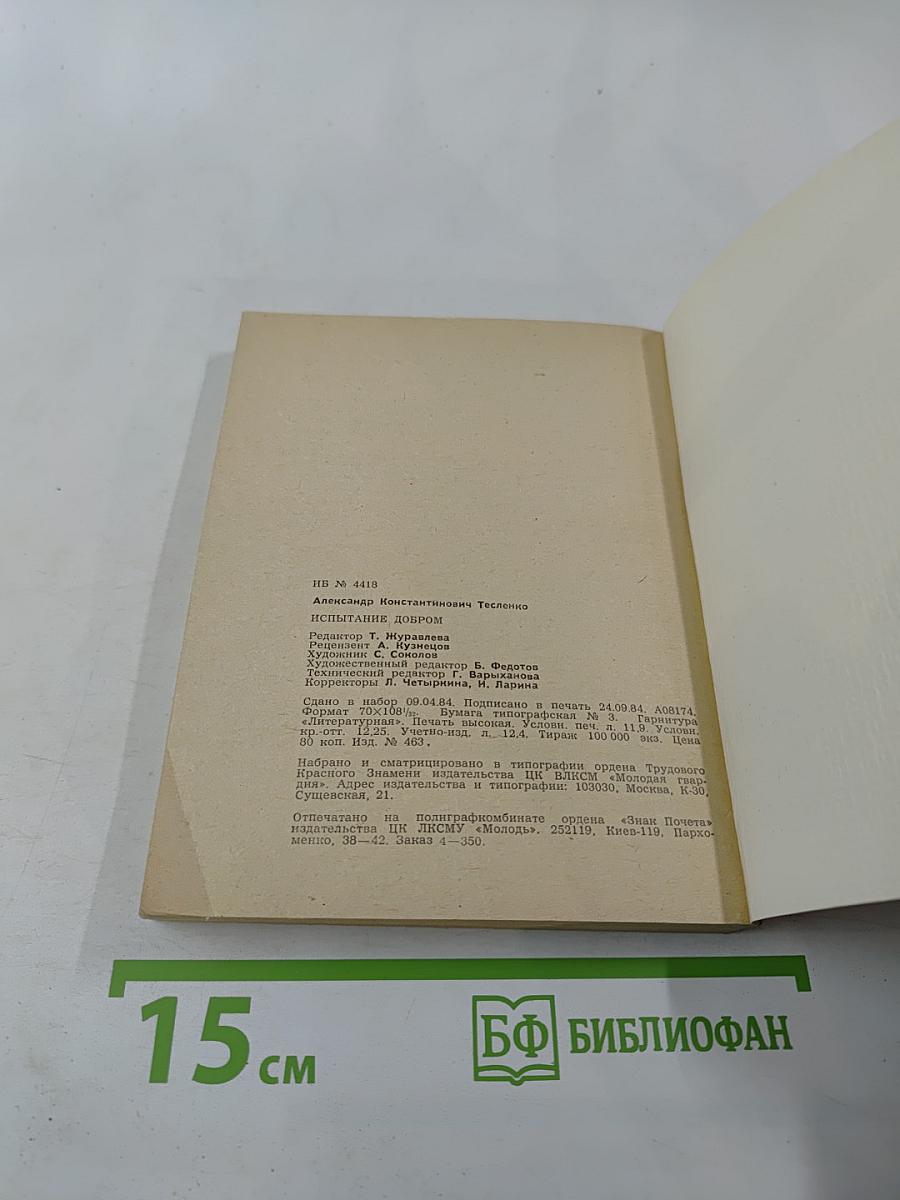 ИБ № 4418
Александр Константинович Тесленко
ИСПЫТАНИЕ ДОБРОМ
Редактор Т. Журавлева
Рецензент А. Кузнецов
Художник С. Соколов
Художественный редактор Б. Федотов
Технический редактор Г. Варыханова
Корректоры Л. Четыркина, И. Ларина
Сдано в набор 09.04.84. Подписано в печать 24.09.84. А08174.
Формат 70×108¹/₃₂. Бумага типографская № 3. Гарнитура
«Литературная». Печать высокая. Условн. печ. л. 11,9. Условн.
кр.-отт. 12,25. Учетно-изд. л. 12,4. Тираж 100 000 экз. Цена
80 коп. Изд. № 463.
Набрано и сматрицировано в типографии ордена Трудового
Красного Знамени издательства ЦК ВЛКСМ «Молодая гвар-
дия». Адрес издательства и типографии: 103030, Москва, К-30,
Сущевская, 21.
Отпечатано на полиграфкомбинате ордена «Знак Почета»
издательства ЦК ЛКСМУ «Молодь». 252119, Киев-119, Пархо-
менко, 38—42. Заказ 4—350.
15 см
БФ БИБЛИОФАН